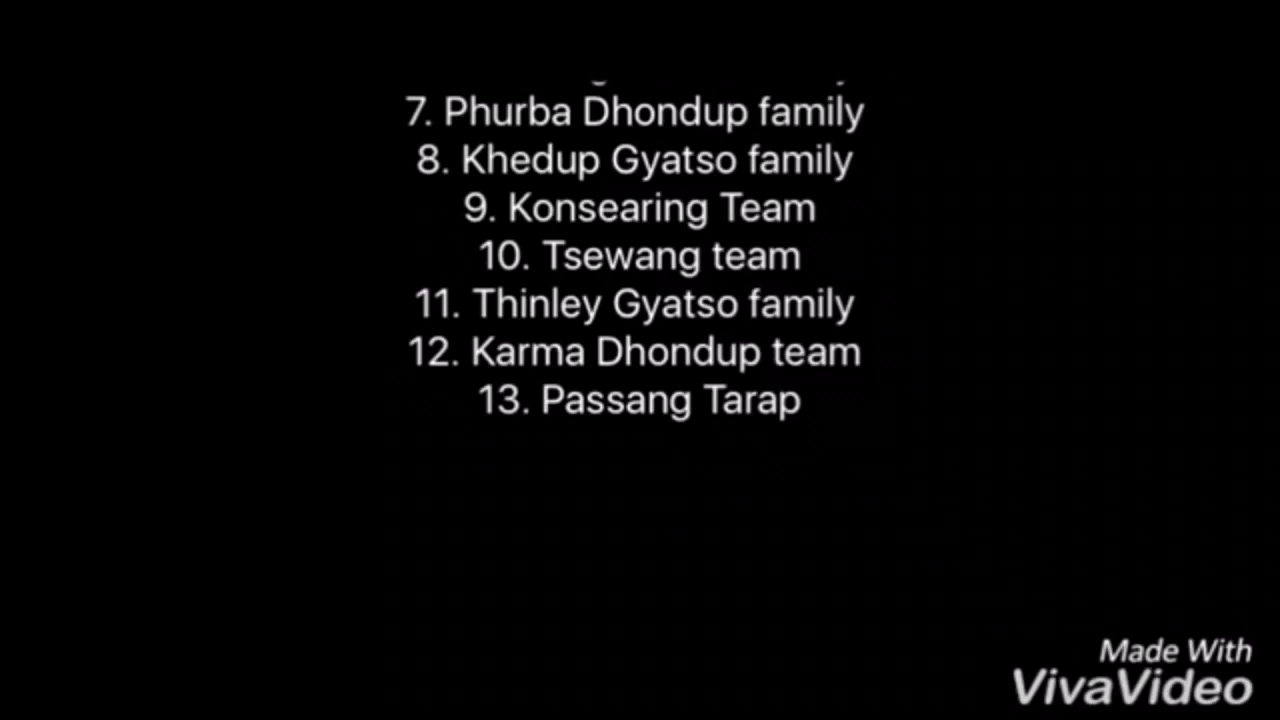 7. Phurba Dhondup family
8. Khedup Gyatso family
9. Konsearing Team
10. Tsewang team
11. Thinley Gyatso family
12. Karma Dhondup team
13. Passang Tarap
Made With
VivaVideo